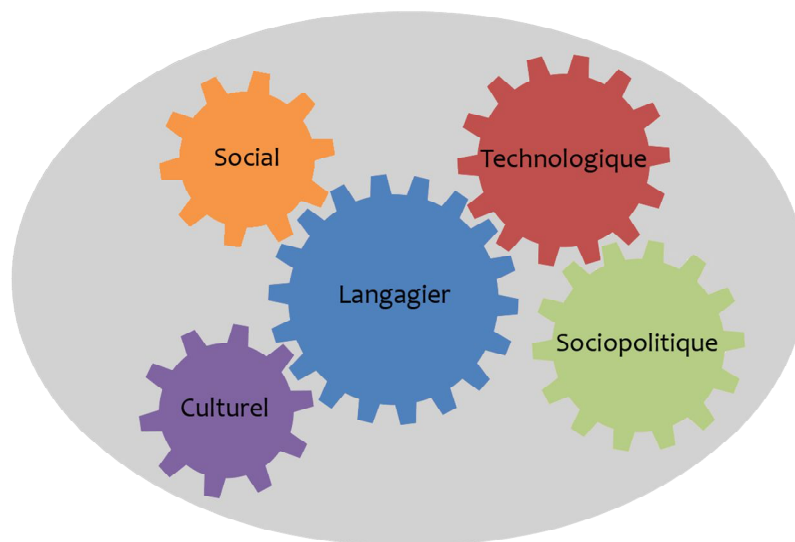 Social
Technologique
Langagier
Sociopolitique
Culturel